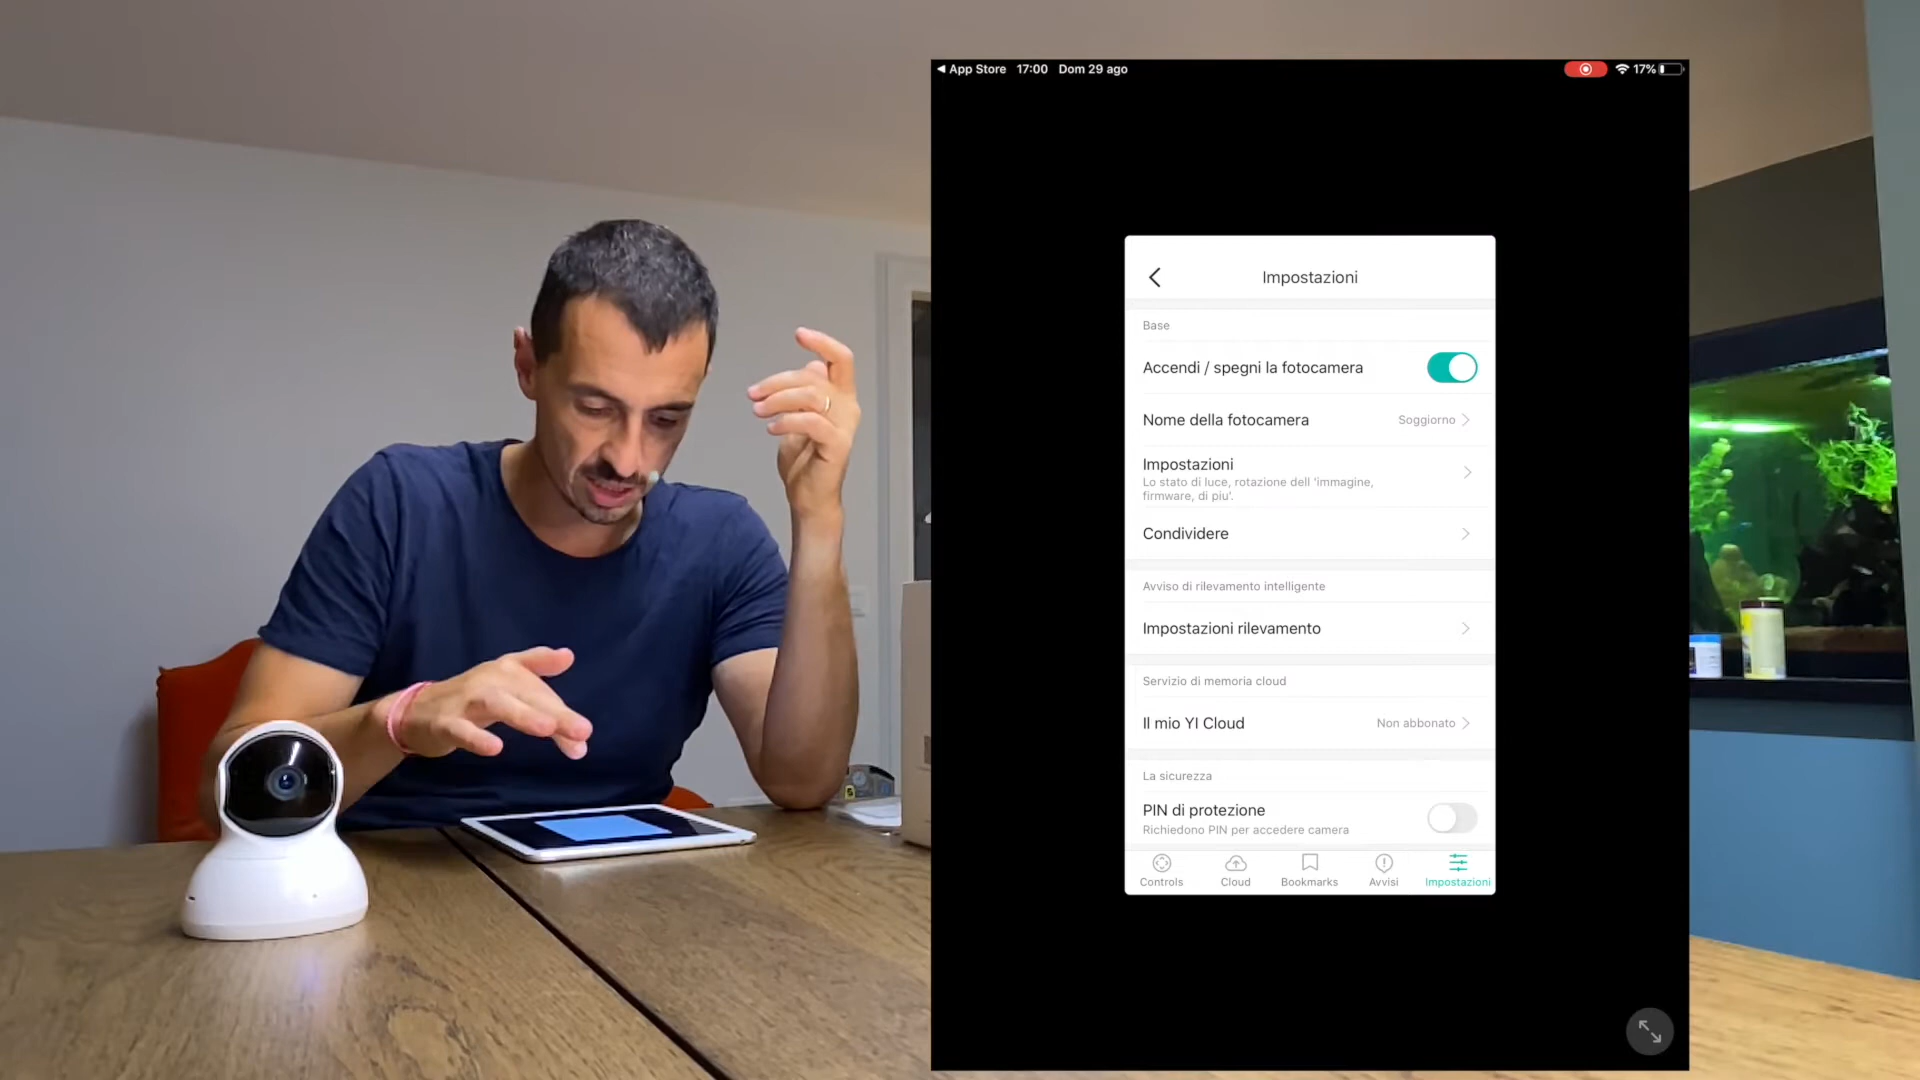 ◀ App Store 17:00 Dom 29 ago
17%
Impostazioni
Base
Accendi / spegni la fotocamera
Nome della fotocamera
Soggiorno
Impostazioni
Lo stato di luce, rotazione dell 'immagine,
firmware, di piu'.
Condividere
Avviso di rilevamento intelligente
Impostazioni rilevamento
Servizio di memoria cloud
Il mio YI Cloud
Non abbonato
La sicurezza
PIN di protezione
Richiedono PIN per accedere camera
Controls
Cloud
Bookmarks
Avvisi
Impostazioni